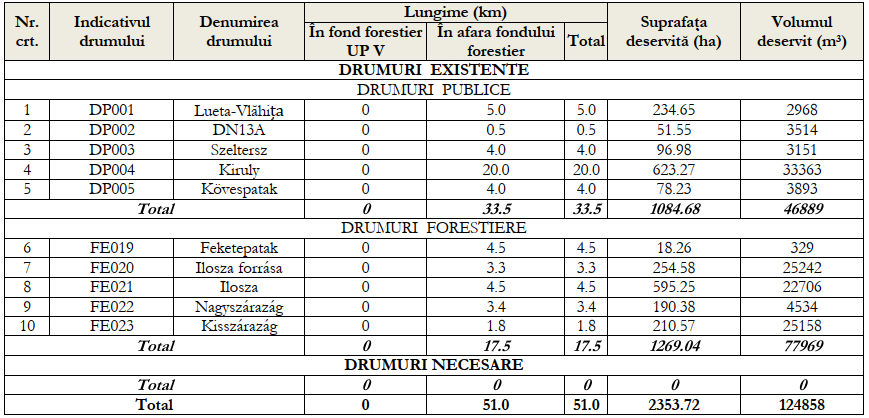 Nr. crt. Indicativul drumului Denumirea drumului Lungime (km) Suprafața deservită (ha) Volumul deservit (m³)
În fond forestier UP V În afara fondului forestier Total
DRUMURI EXISTENTE
DRUMURI PUBLICE
1 DP001 Lueta-Vlăhița 0 5.0 5.0 234.65 2968
2 DP002 DN13A 0 0.5 0.5 51.55 3514
3 DP003 Szeltersz 0 4.0 4.0 96.98 3151
4 DP004 Kiruly 0 20.0 20.0 623.27 33363
5 DP005 Kövespatak 0 4.0 4.0 78.23 3893
Total 0 33.5 33.5 1084.68 46889
DRUMURI FORESTIERE
6 FE019 Feketepatak 0 4.5 4.5 18.26 329
7 FE020 Ilosza forrása 0 3.3 3.3 254.58 25242
8 FE021 Ilosza 0 4.5 4.5 595.25 22706
9 FE022 Nagyszárazág 0 3.4 3.4 190.38 4534
10 FE023 Kisszárazág 0 1.8 1.8 210.57 25158
Total 0 17.5 17.5 1269.04 77969
DRUMURI NECESARE
Total 0 0 0 0 0
Total 0 51.0 51.0 2353.72 124858